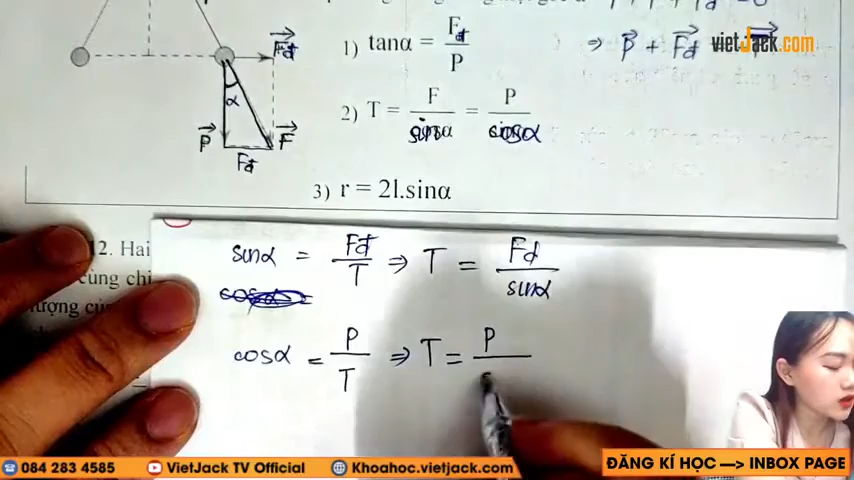 vietJack.com
1) tanα = Fđ / P
⇒ P + Fđ
Fđ
α
P
F
Fđ
2) T = F / sinα = P / cosα
3) r = 2l.sinα
12. Hai
cùng chi
lượng củ
sinα = Fđ / T ⇒ T = Fđ / sinα
cosα = P / T ⇒ T = P
084 283 4585
VietJack TV Official
Khoahoc.vietjack.com
ĐĂNG KÍ HỌC —> INBOX PAGE